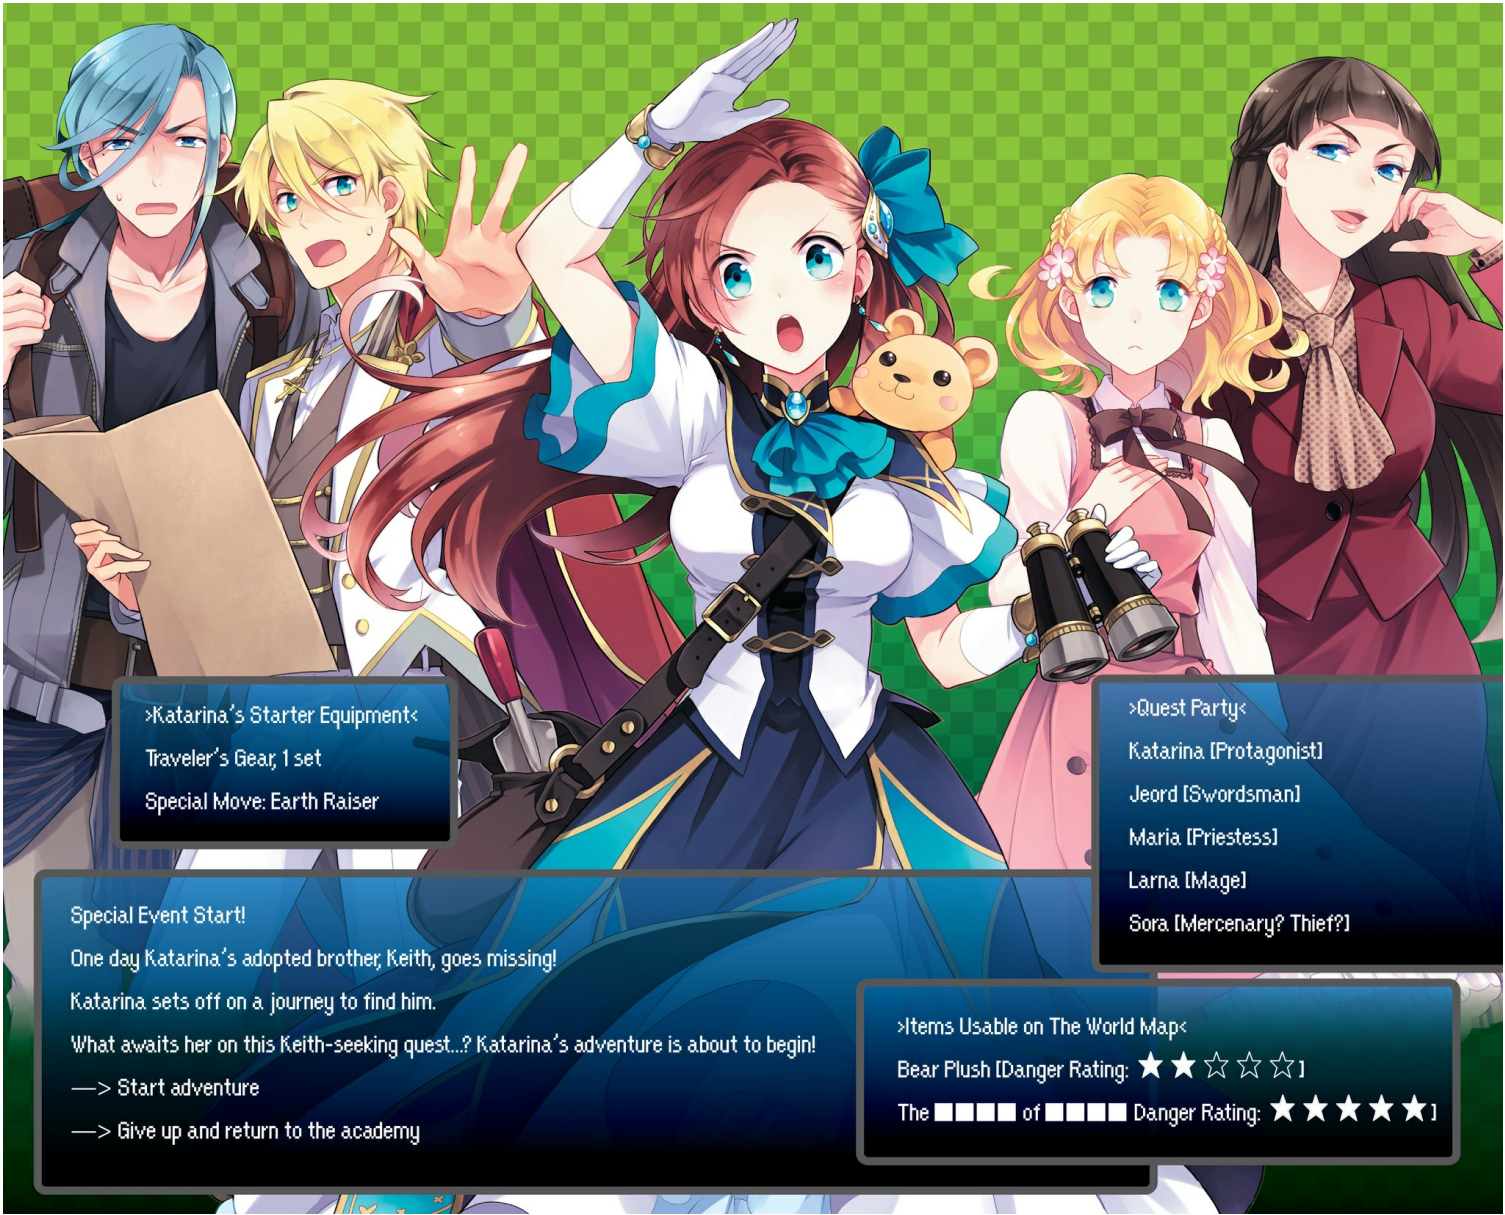 >Katarina's Starter Equipment<
Traveler's Gear, 1 set
Special Move: Earth Raiser
>Quest Party<
Katarina [Protagonist]
Jeord [Swordsman]
Maria [Priestess]
Larna [Mage]
Sora [Mercenary? Thief?]
Special Event Start!
One day Katarina's adopted brother, Keith, goes missing!
Katarina sets off on a journey to find him.
What awaits her on this Keith-seeking quest...? Katarina's adventure is about to begin!
—> Start adventure
—> Give up and return to the academy
>Items Usable on The World Map<
Bear Plush [Danger Rating: ★★☆☆☆]
The ■■■■ of ■■■■ Danger Rating: ★★★★★]